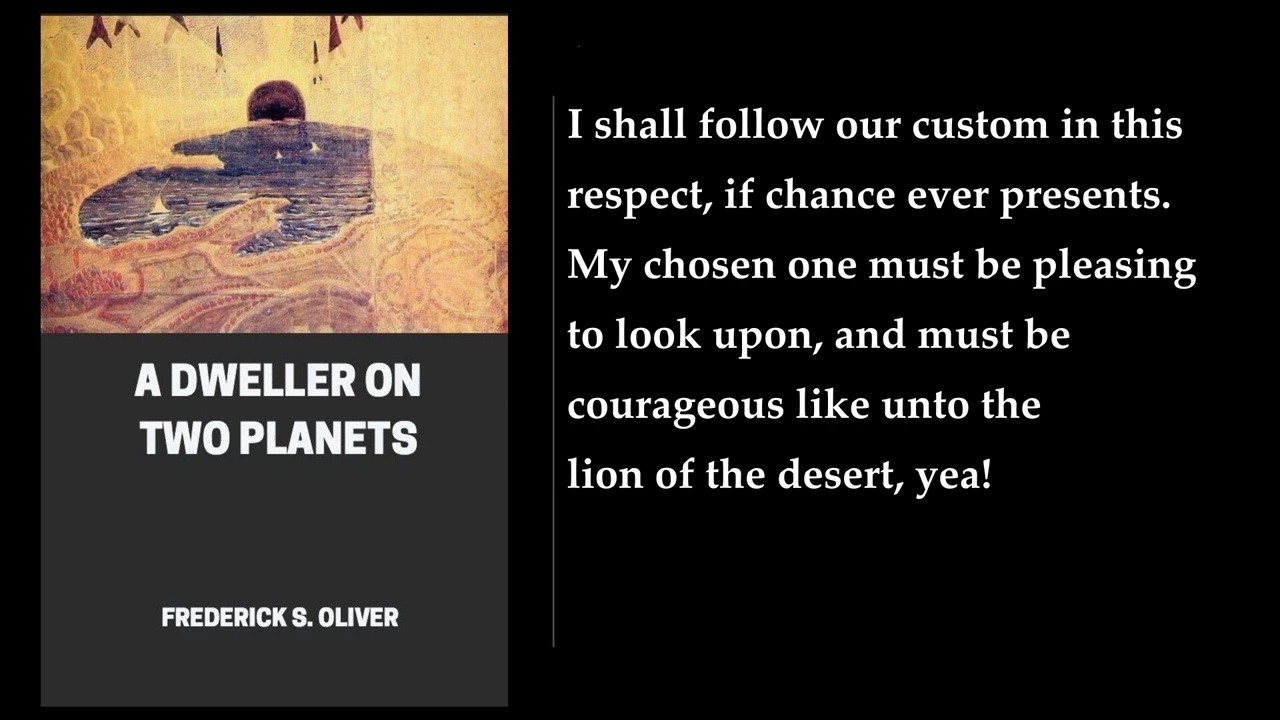 A DWELLER ON
TWO PLANETS
FREDERICK S. OLIVER
I shall follow our custom in this
respect, if chance ever presents.
My chosen one must be pleasing
to look upon, and must be
courageous like unto the
lion of the desert, yea!